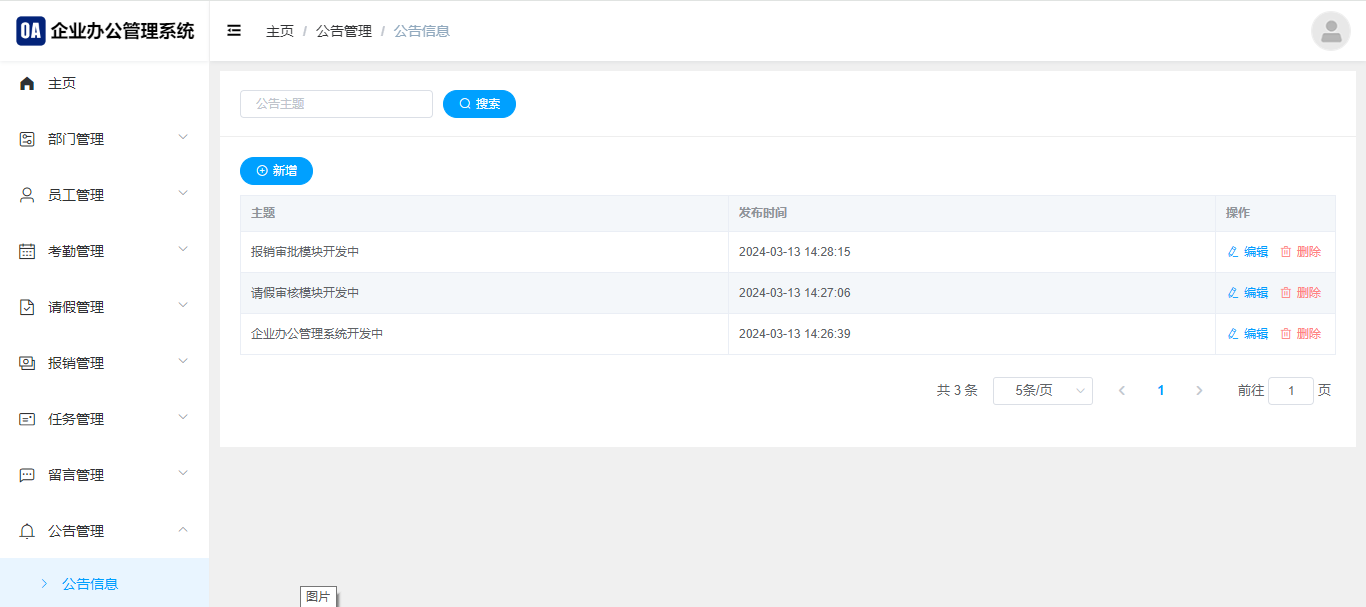 OA 企业办公管理系统
主页 / 公告管理 / 公告信息
主页
部门管理
员工管理
考勤管理
请假管理
报销管理
任务管理
留言管理
公告管理
公告信息
公告主题
搜索
新增
主题 发布时间 操作
报销审批模块开发中 2024-03-13 14:28:15 编辑 删除
请假审核模块开发中 2024-03-13 14:27:06 编辑 删除
企业办公管理系统开发中 2024-03-13 14:26:39 编辑 删除
共 3 条 5条/页 1 前往 1 页
图片